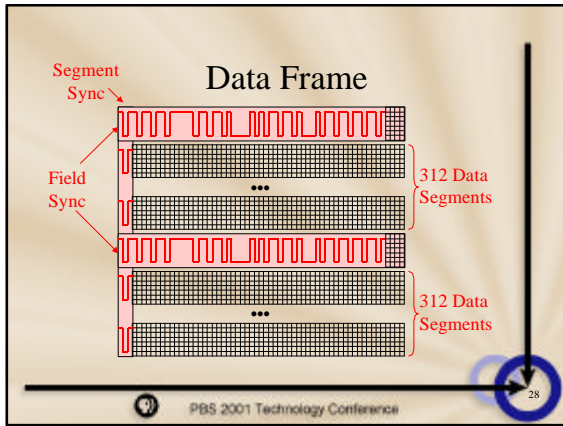 Data Frame
Segment
Sync
Field
Sync
•••
312 Data
Segments
•••
312 Data
Segments
28
PBS 2001 Technology Conference